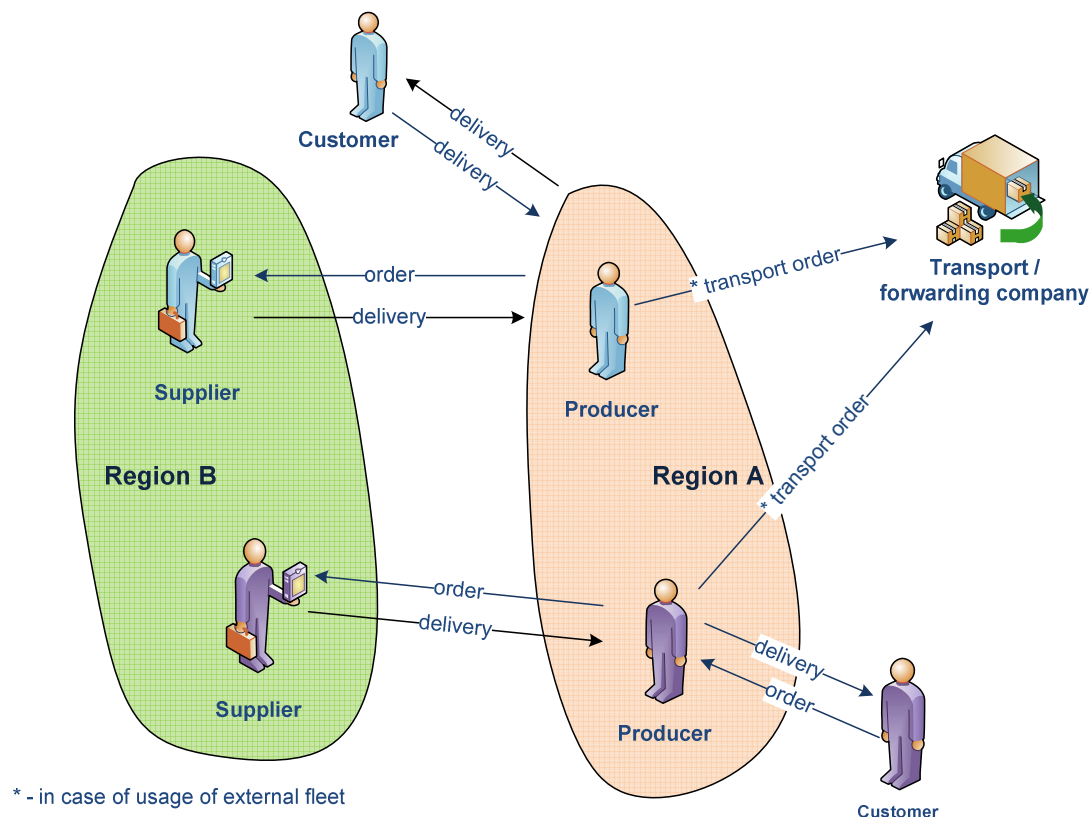 Customer
delivery
delivery
Transport /
forwarding company
order
* transport order
delivery
Supplier
Producer
* transport order
Region B
Region A
order
delivery
delivery
order
Supplier
Producer
* - in case of usage of external fleet
Customer